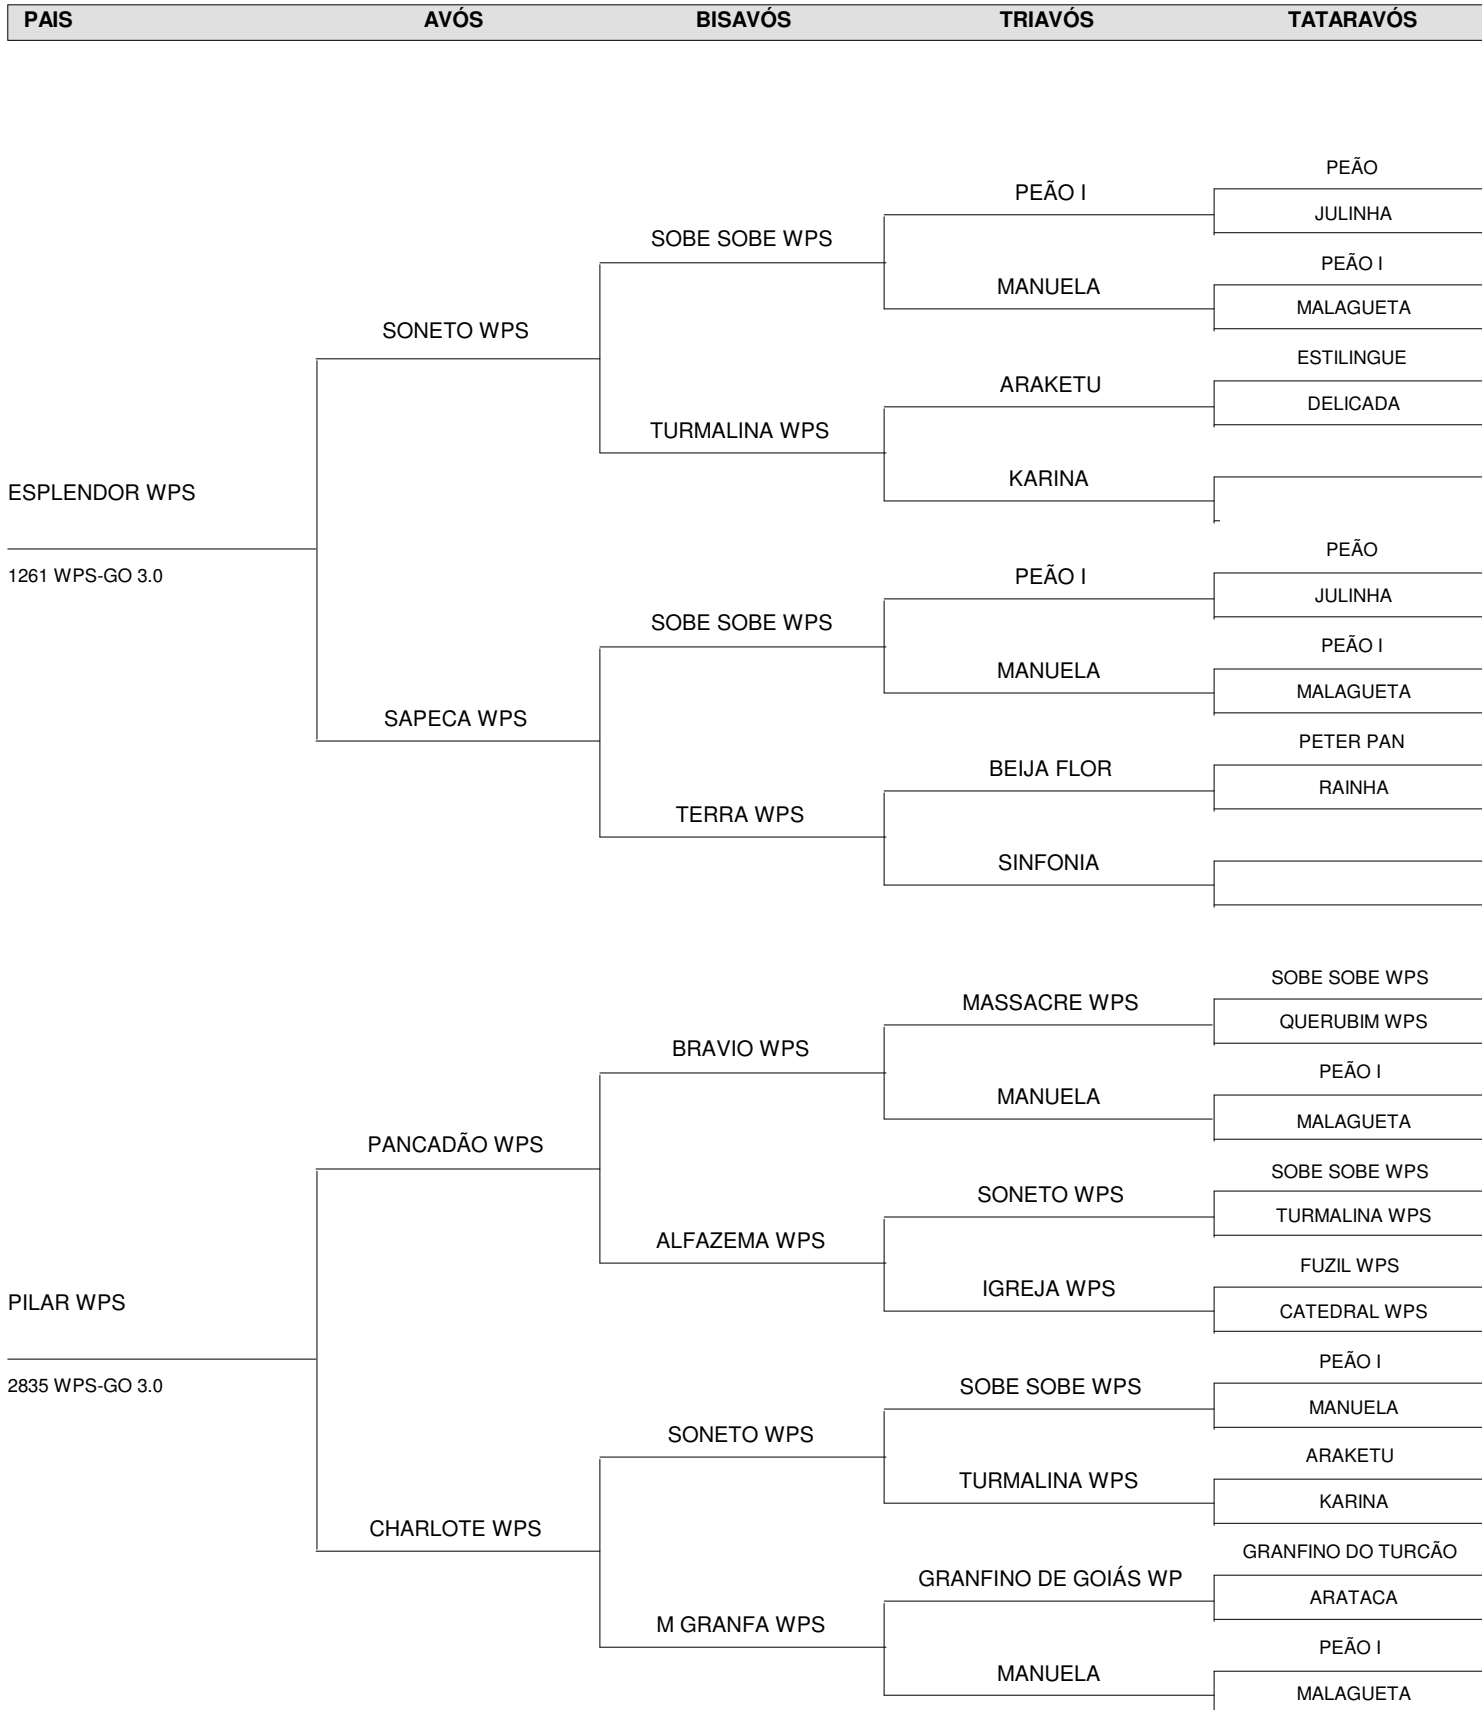 PAIS AVÓS BISAVÓS TRIAVÓS TATARAVÓS
PEÃO
PEÃO I
JULINHA
SOBE SOBE WPS
PEÃO I
MANUELA
MALAGUETA
SONETO WPS
ESTILINGUE
ARAKETU
DELICADA
TURMALINA WPS
KARINA
ESPLENDOR WPS
PEÃO
1261 WPS-GO 3.0
PEÃO I
JULINHA
SOBE SOBE WPS
PEÃO I
MANUELA
MALAGUETA
SAPECA WPS
PETER PAN
BEIJA FLOR
RAINHA
TERRA WPS
SINFONIA
SOBE SOBE WPS
MASSACRE WPS
QUERUBIM WPS
BRAVIO WPS
PEÃO I
MANUELA
MALAGUETA
PANCADÃO WPS
SOBE SOBE WPS
SONETO WPS
TURMALINA WPS
ALFAZEMA WPS
FUZIL WPS
IGREJA WPS
CATEDRAL WPS
PILAR WPS
PEÃO I
2835 WPS-GO 3.0
SOBE SOBE WPS
MANUELA
SONETO WPS
ARAKETU
TURMALINA WPS
KARINA
CHARLOTE WPS
GRANFINO DO TURCÃO
GRANFINO DE GOIÁS WP
ARATACA
M GRANFA WPS
PEÃO I
MANUELA
MALAGUETA